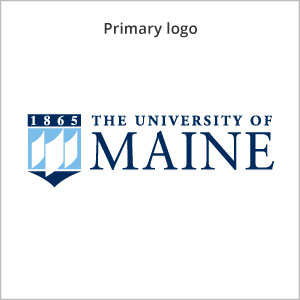 Primary logo
1865
THE UNIVERSITY OF
MAINE